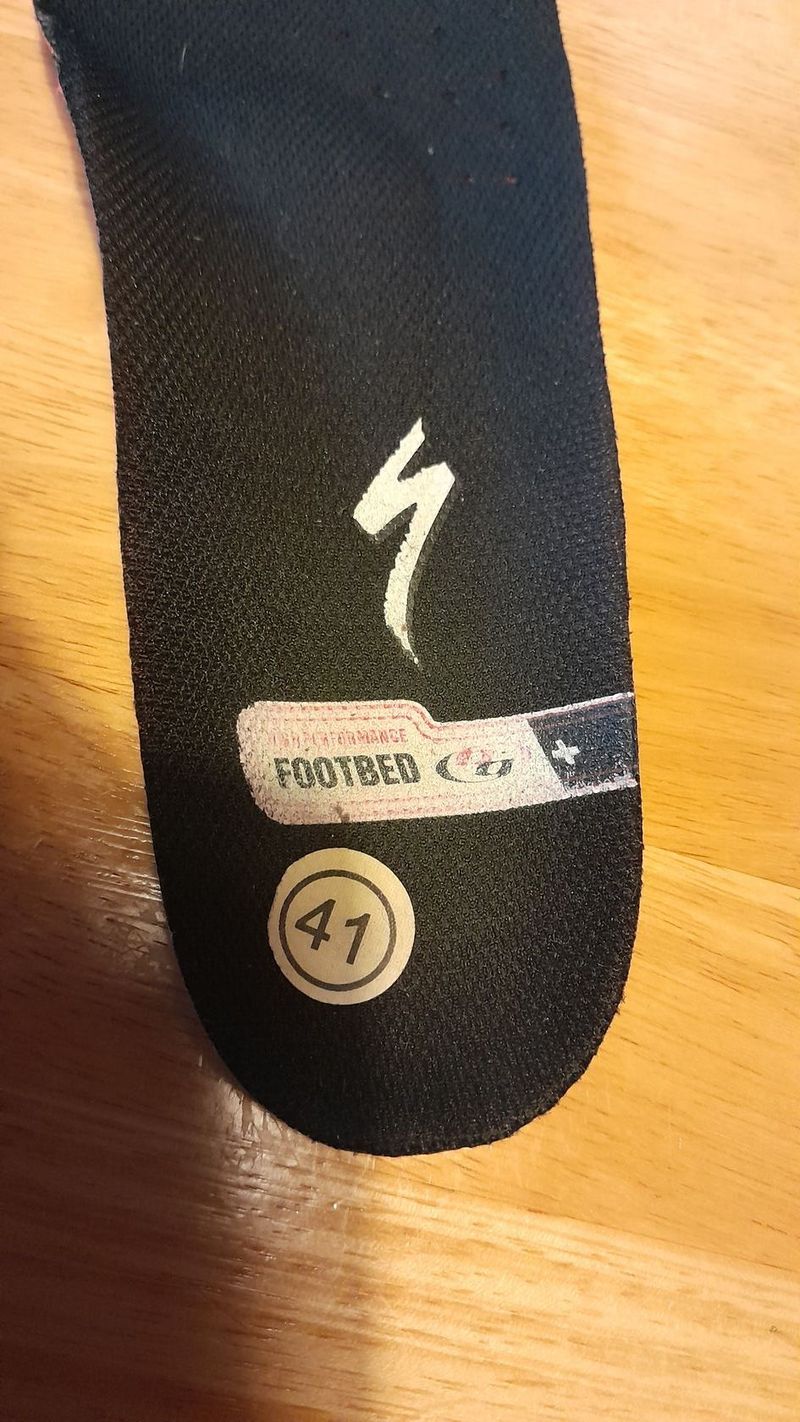 PERFORMANCE
FOOTBED
+
41